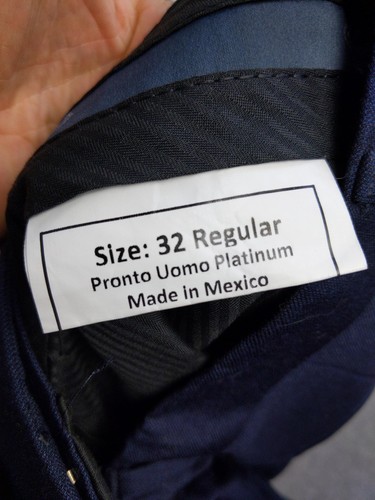 Size: 32 Regular
Pronto Uomo Platinum
Made in Mexico